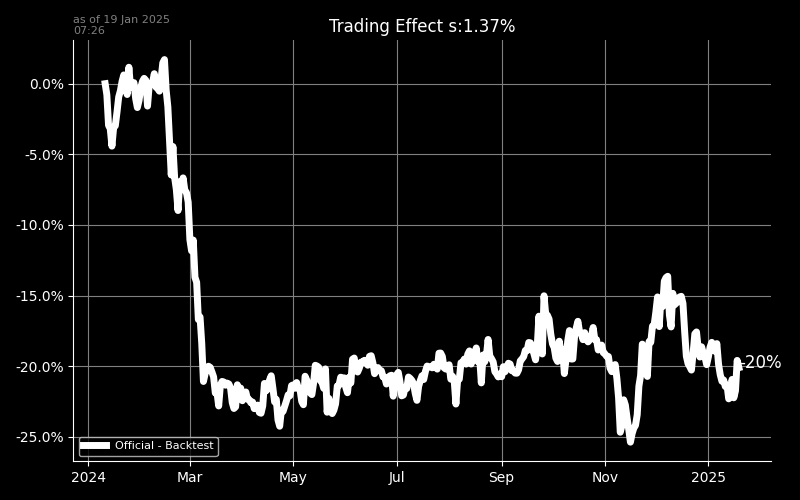 as of 19 Jan 2025
07:26
Trading Effect s:1.37%
0.0%
-5.0%
-10.0%
-15.0%
-20.0%
-25.0%
-20%
Official - Backtest
2024 Mar May Jul Sep Nov 2025